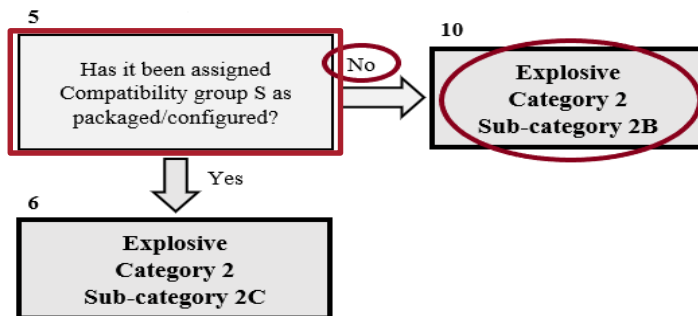 5
Has it been assigned
Compatibility group S as
packaged/configured?
No
10
Explosive
Category 2
Sub-category 2B
Yes
6
Explosive
Category 2
Sub-category 2C